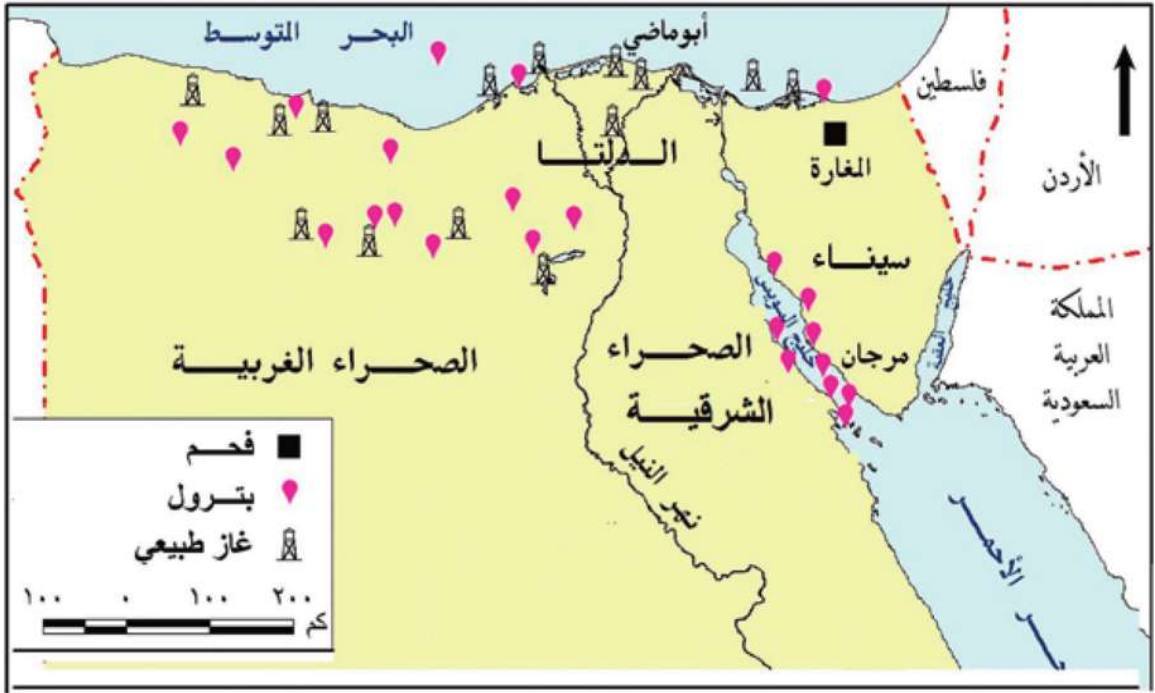 البحر المتوسط
أبوماضي
فلسطين
الدلتا
المغارة
الأردن
سيناء
خليج السويس
خليج العقبة
مرجان
المملكة
العربية
السعودية
الصحراء الغربية
الصحراء
الشرقية
نهر النيل
الأحمر
فحم
بترول
غاز طبيعي
١٠٠ ٠ ١٠٠ ٢٠٠
كم